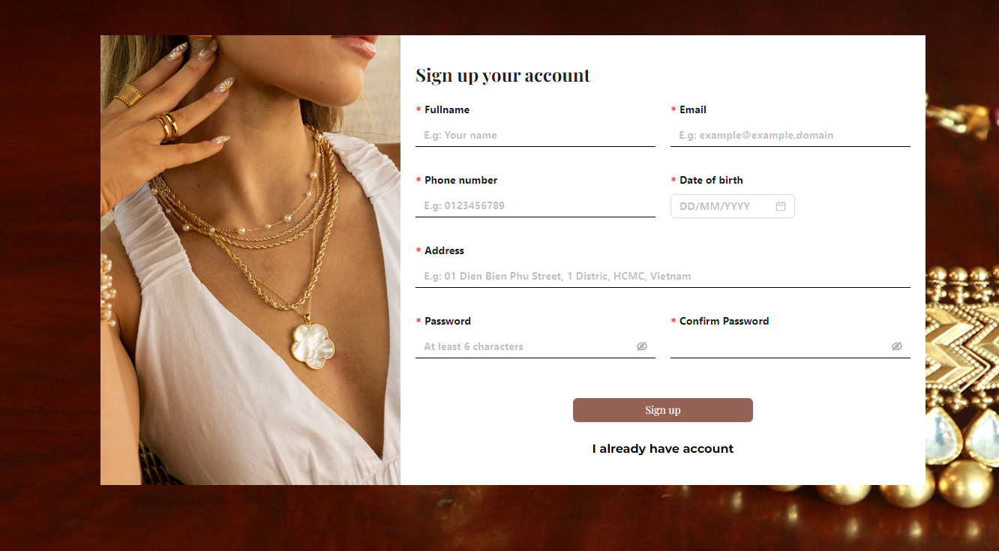 Sign up your account
* Fullname
* Email
E.g: Your name
E.g: example@example.domain
* Phone number
* Date of birth
E.g: 0123456789
DD/MM/YYYY
* Address
E.g: 01 Dien Bien Phu Street, 1 Distric, HCMC, Vietnam
* Password
* Confirm Password
At least 6 characters
Sign up
I already have account